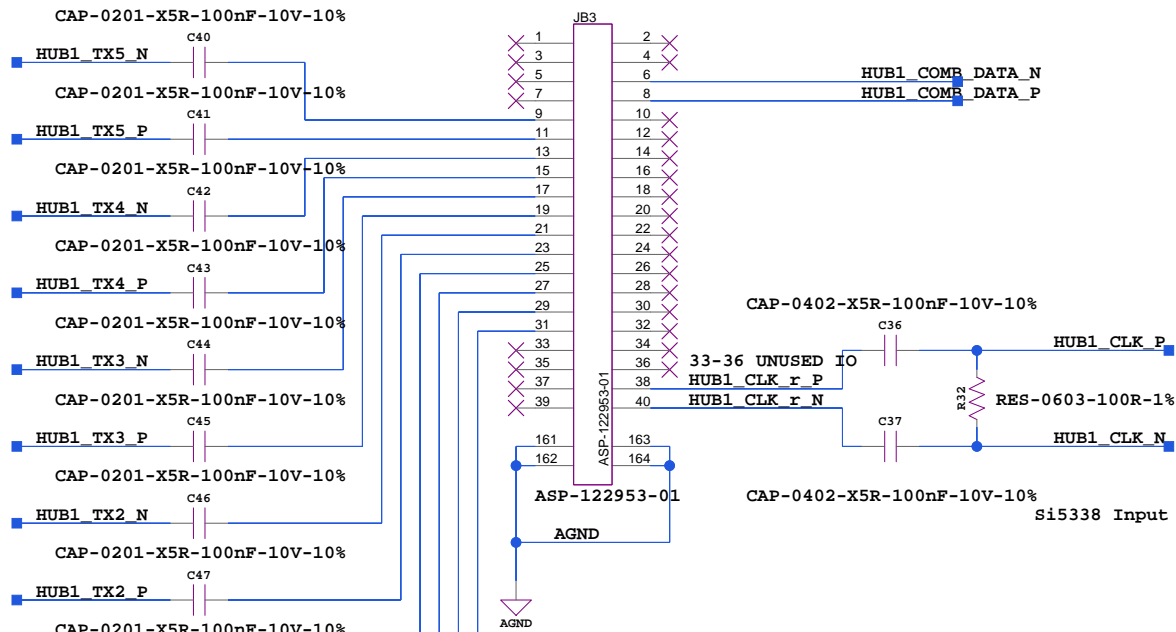 CAP-0201-X5R-100nF-10V-10%
C40
HUB1_TX5_N
CAP-0201-X5R-100nF-10V-10%
C41
HUB1_TX5_P
CAP-0201-X5R-100nF-10V-10%
C42
HUB1_TX4_N
CAP-0201-X5R-100nF-10V-10%
C43
HUB1_TX4_P
CAP-0201-X5R-100nF-10V-10%
C44
HUB1_TX3_N
CAP-0201-X5R-100nF-10V-10%
C45
HUB1_TX3_P
CAP-0201-X5R-100nF-10V-10%
C46
HUB1_TX2_N
CAP-0201-X5R-100nF-10V-10%
C47
HUB1_TX2_P
CAP-0201-X5R-100nF-10V-10%
JB3
1 2
3 4
5 6
7 8
9 10
11 12
13 14
15 16
17 18
19 20
21 22
23 24
25 26
27 28
29 30
31 32
33 34
35 36
37 38
39 40
161 163
162 164
ASP-122953-01
ASP-122953-01
AGND
AGND
HUB1_COMB_DATA_N
HUB1_COMB_DATA_P
CAP-0402-X5R-100nF-10V-10%
C36
33-36 UNUSED IO
HUB1_CLK_r_P
HUB1_CLK_r_N
HUB1_CLK_P
R32
RES-0603-100R-1%
C37
HUB1_CLK_N
CAP-0402-X5R-100nF-10V-10%
Si5338 Input